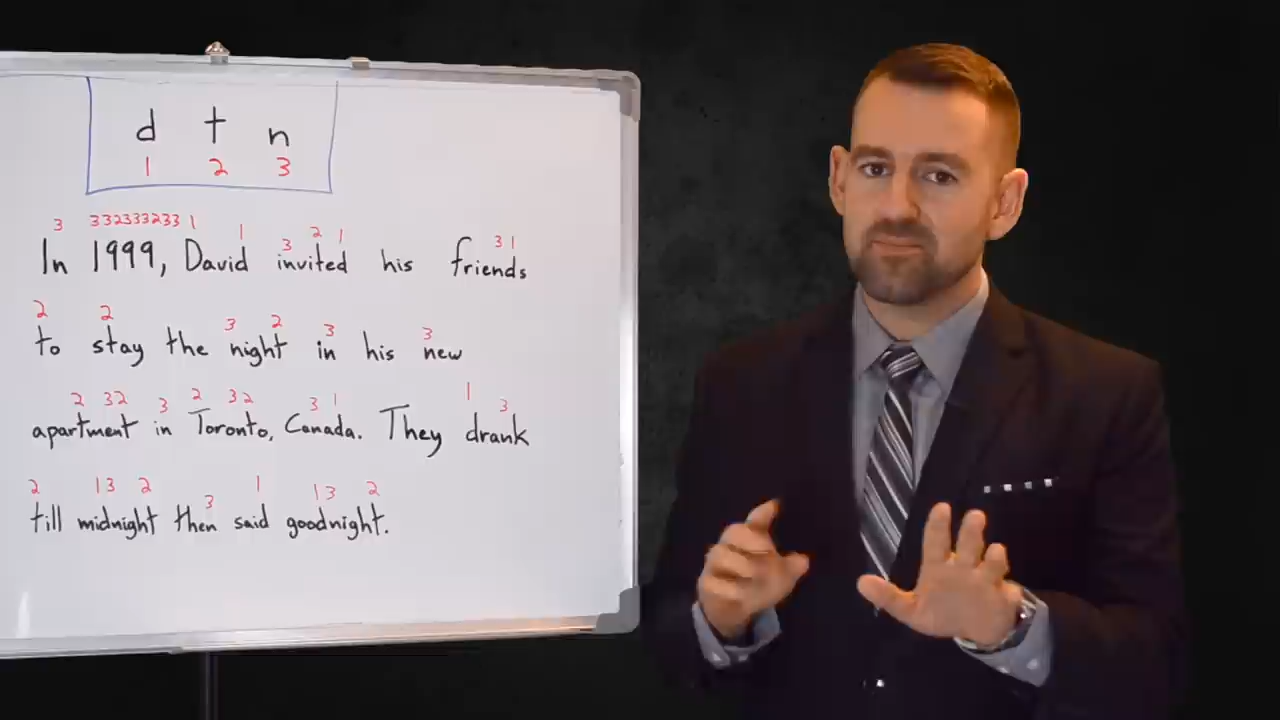 d t n
1 2 3
3 332333233 1 1 3 2 1 3 1
In 1999, David invited his friends
2 2 3 2 3 3
to stay the night in his new
2 32 3 2 32 3 1 1 3
apartment in Toronto, Canada. They drank
2 13 2 3 1 13 2
till midnight then said goodnight.